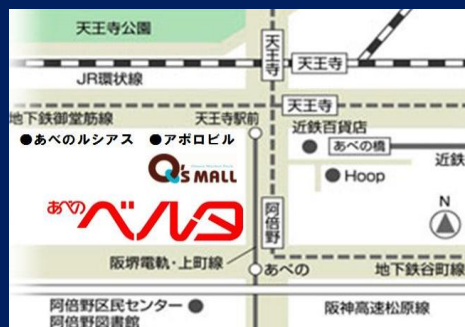 天王寺公園
天王寺
天王寺
JR環状線
天王寺
地下鉄御堂筋線
天王寺駅前
近鉄百貨店
●あべのルシアス ●アポロビル
あべの橋
近鉄
Q's MALL
Hoop
あべの
ベルタ
阿倍野
N
阪堺電軌・上町線
あべの
地下鉄谷町線
阿倍野区民センター
阪神高速松原線
阿倍野図書館